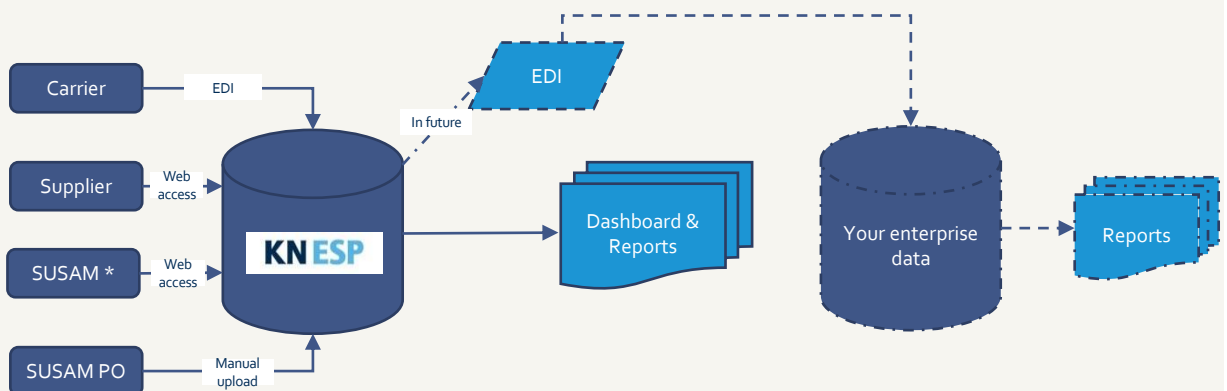 EDI
Carrier
EDI
In future
Supplier
Web
access
Dashboard &
Reports
Your enterprise
data
Reports
KN ESP
SUSAM *
Web
access
SUSAM PO
Manual
upload